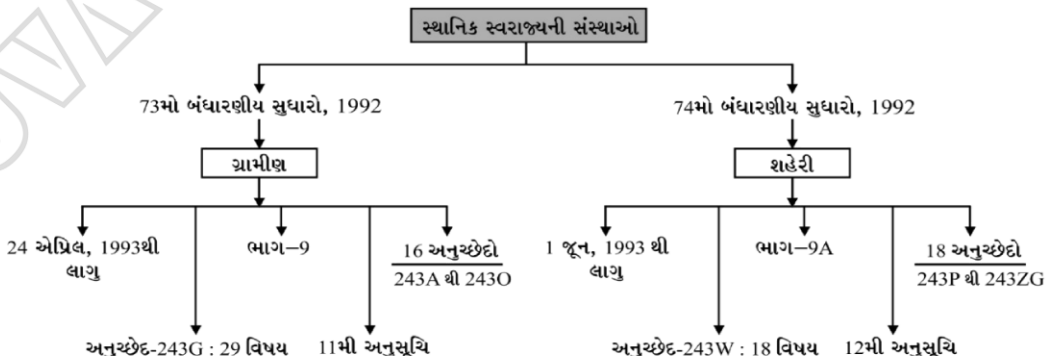 સ્થાનિક સ્વરાજ્યની સંસ્થાઓ
73મો બંધારણીય સુધારો, 1992
74મો બંધારણીય સુધારો, 1992
ગ્રામીણ
શહેરી
24 એપ્રિલ, 1993થી
લાગુ
ભાગ–9
16 અનુચ્છેદો
243A થી 243O
1 જૂન, 1993 થી
લાગુ
ભાગ–9A
18 અનુચ્છેદો
243P થી 243ZG
અનુચ્છેદ-243G : 29 વિષય
11મી અનુસૂચિ
અનુચ્છેદ-243W : 18 વિષય
12મી અનુસૂચિ